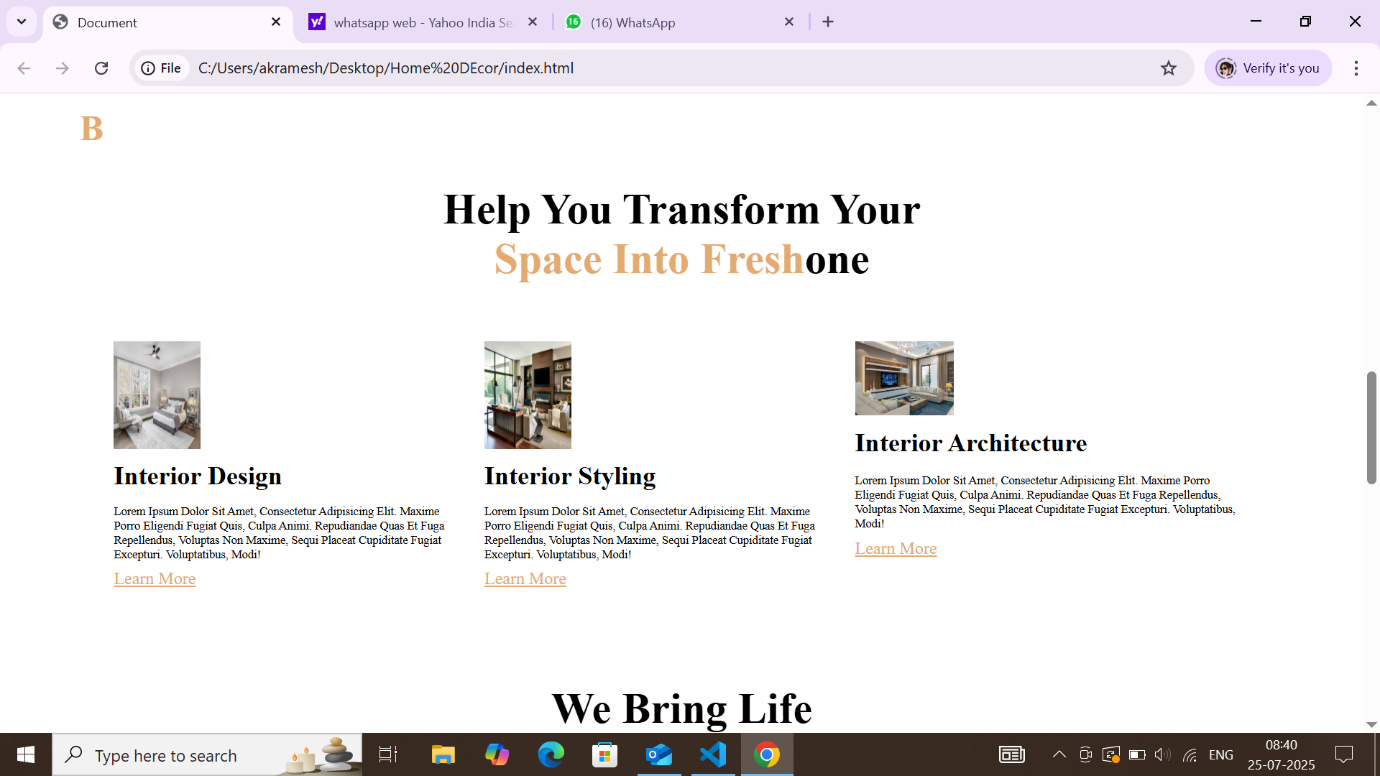 Document
whatsapp web - Yahoo India Se
(16) WhatsApp
File
C:/Users/akramesh/Desktop/Home%20DEcor/index.html
Verify it's you
B
Help You Transform Your
Space Into Freshone
Interior Design
Lorem Ipsum Dolor Sit Amet, Consectetur Adipisicing Elit. Maxime
Porro Eligendi Fugiat Quis, Culpa Animi. Repudiandae Quas Et Fuga
Repellendus, Voluptas Non Maxime, Sequi Placeat Cupiditate Fugiat
Excepturi. Voluptatibus, Modi!
Learn More
Interior Styling
Lorem Ipsum Dolor Sit Amet, Consectetur Adipisicing Elit. Maxime
Porro Eligendi Fugiat Quis, Culpa Animi. Repudiandae Quas Et Fuga
Repellendus, Voluptas Non Maxime, Sequi Placeat Cupiditate Fugiat
Excepturi. Voluptatibus, Modi!
Learn More
Interior Architecture
Lorem Ipsum Dolor Sit Amet, Consectetur Adipisicing Elit. Maxime Porro
Eligendi Fugiat Quis, Culpa Animi. Repudiandae Quas Et Fuga Repellendus,
Voluptas Non Maxime, Sequi Placeat Cupiditate Fugiat Excepturi. Voluptatibus,
Modi!
Learn More
We Bring Life
Type here to search
ENG
08:40
25-07-2025